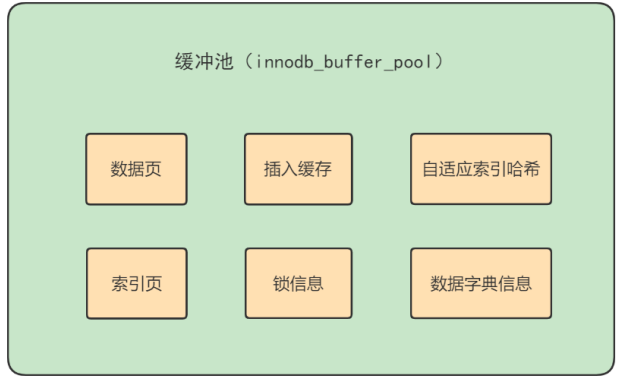 缓冲池（innodb_buffer_pool）
数据页
插入缓存
自适应索引哈希
索引页
锁信息
数据字典信息